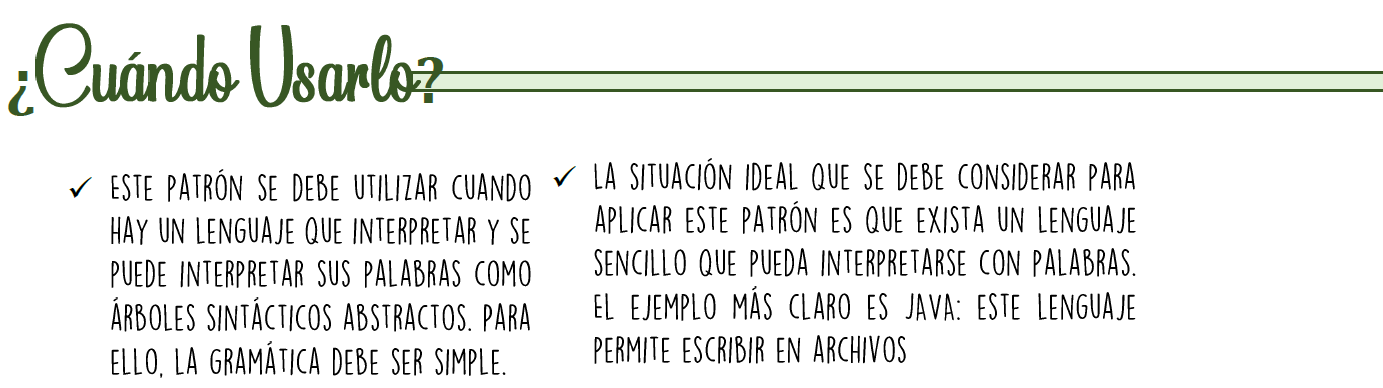 ¿Cuándo Usarlo?
✓ ESTE PATRÓN SE DEBE UTILIZAR CUANDO
HAY UN LENGUAJE QUE INTERPRETAR Y SE
PUEDE INTERPRETAR SUS PALABRAS COMO
ÁRBOLES SINTÁCTICOS ABSTRACTOS. PARA
ELLO, LA GRAMÁTICA DEBE SER SIMPLE.
✓ LA SITUACIÓN IDEAL QUE SE DEBE CONSIDERAR PARA
APLICAR ESTE PATRÓN ES QUE EXISTA UN LENGUAJE
SENCILLO QUE PUEDA INTERPRETARSE CON PALABRAS.
EL EJEMPLO MÁS CLARO ES JAVA: ESTE LENGUAJE
PERMITE ESCRIBIR EN ARCHIVOS